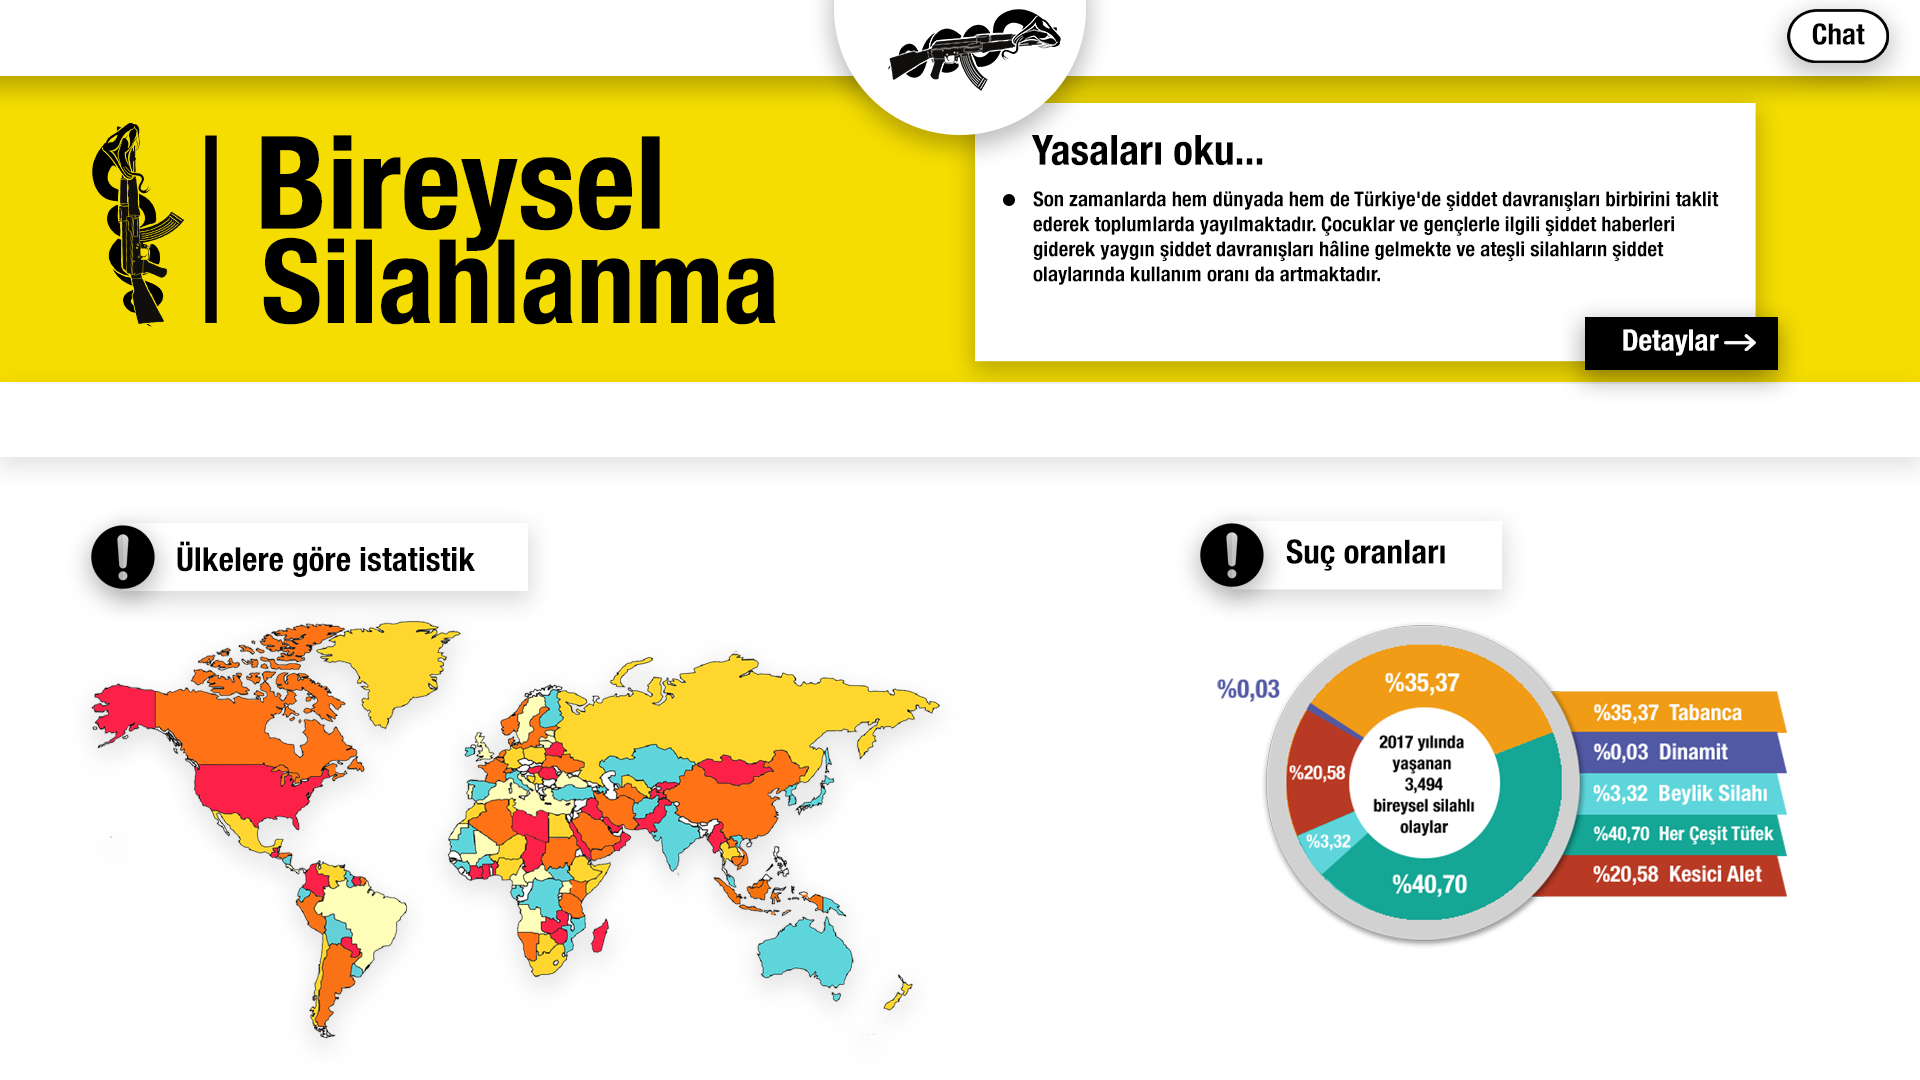 Chat
Bireysel
Silahlanma
Yasaları oku...
Son zamanlarda hem dünyada hem de Türkiye'de şiddet davranışları birbirini taklit
ederek toplumlarda yayılmaktadır. Çocuklar ve gençlerle ilgili şiddet haberleri
giderek yaygın şiddet davranışları hâline gelmekte ve ateşli silahların şiddet
olaylarında kullanım oranı da artmaktadır.
Detaylar
Ülkelere göre istatistik
Suç oranları
%0,03
%35,37
%20,58
%3,32
%40,70
2017 yılında
yaşanan
3,494
bireysel silahlı
olaylar
%35,37 Tabanca
%0,03 Dinamit
%3,32 Beylik Silahı
%40,70 Her Çeşit Tüfek
%20,58 Kesici Alet